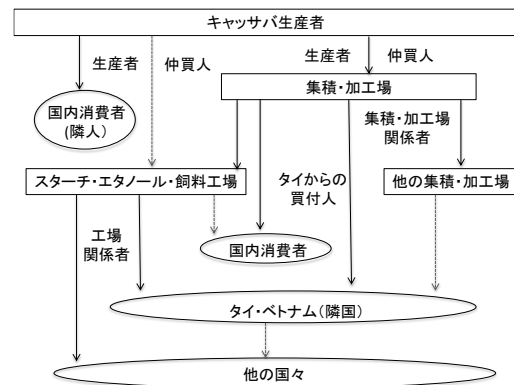 キャッサバ生産者
生産者
仲買人
生産者
仲買人
集積・加工場
国内消費者
(隣人)
集積・加工場
関係者
スターチ・エタノール・飼料工場
タイからの
買付人
他の集積・加工場
工場
関係者
国内消費者
タイ・ベトナム(隣国)
他の国々